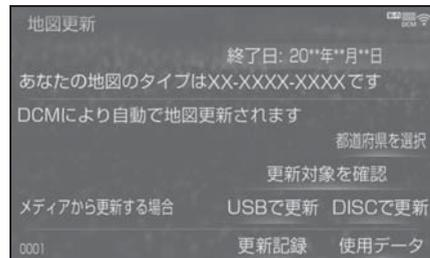 地図更新
DCM
終了日: 20**年**月**日
あなたの地図のタイプはXX-XXXX-XXXXです
DCMにより自動で地図更新されます
都道府県を選択
更新対象を確認
メディアから更新する場合 USBで更新 DISCで更新
0001 更新記録 使用データ